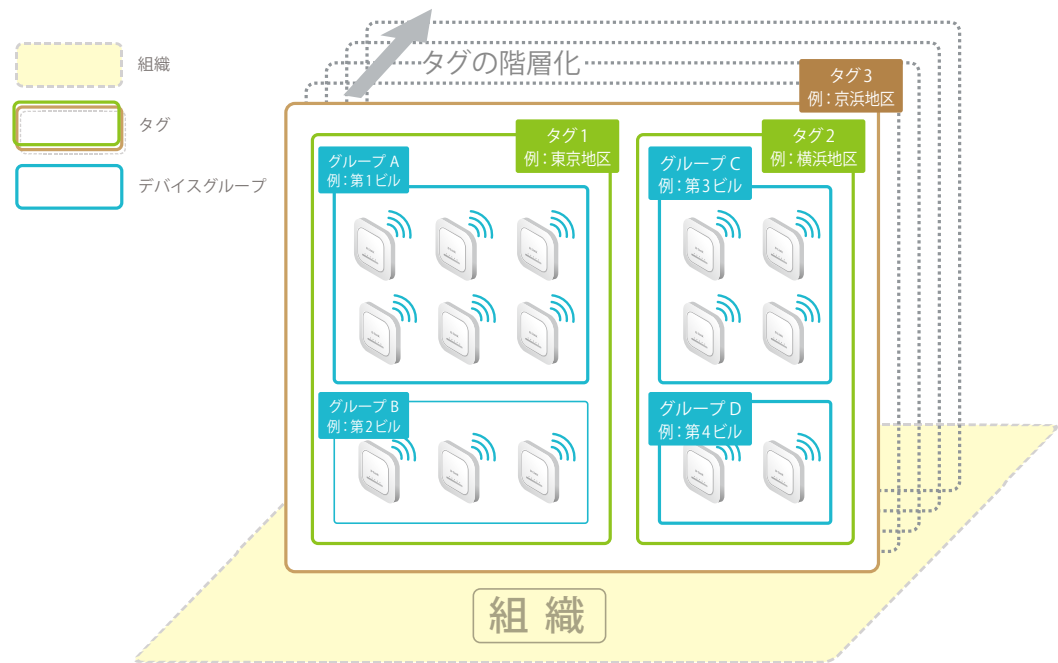 組織
タグ
デバイスグループ
タグの階層化
タグ3
例：京浜地区
タグ1
例：東京地区
タグ2
例：横浜地区
グループ A
例：第1ビル
グループ C
例：第3ビル
グループ B
例：第2ビル
グループ D
例：第4ビル
組織